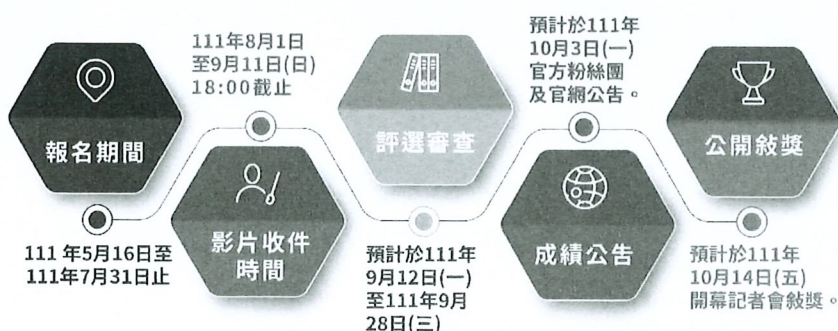 報名期間
111 年5月16日至
111年7月31日止
111年8月1日
至9月11日(日)
18:00截止
影片收件
時間
評選審查
預計於111年
9月12日(一)
至111年9月
28日(三)
預計於111年
10月3日(一)
官方粉絲團
及官網公告。
成績公告
公開敍獎
預計於111年
10月14日(五)
開幕記者會敍獎。